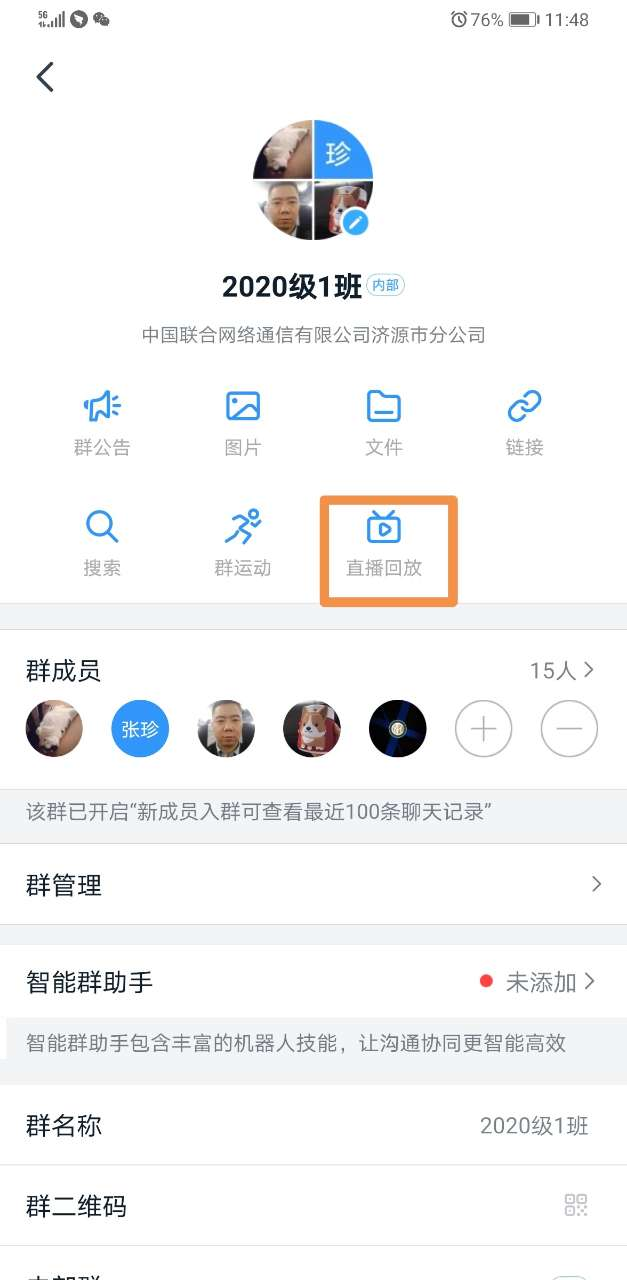 5G 76% 11:48
珍
2020级1班 内部
中国联合网络通信有限公司济源市分公司
群公告 图片 文件 链接
搜索 群运动 直播回放
群成员 15人
张珍
该群已开启“新成员入群可查看最近100条聊天记录”
群管理
智能群助手 未添加
智能群助手包含丰富的机器人技能，让沟通协同更智能高效
群名称 2020级1班
群二维码
内部群